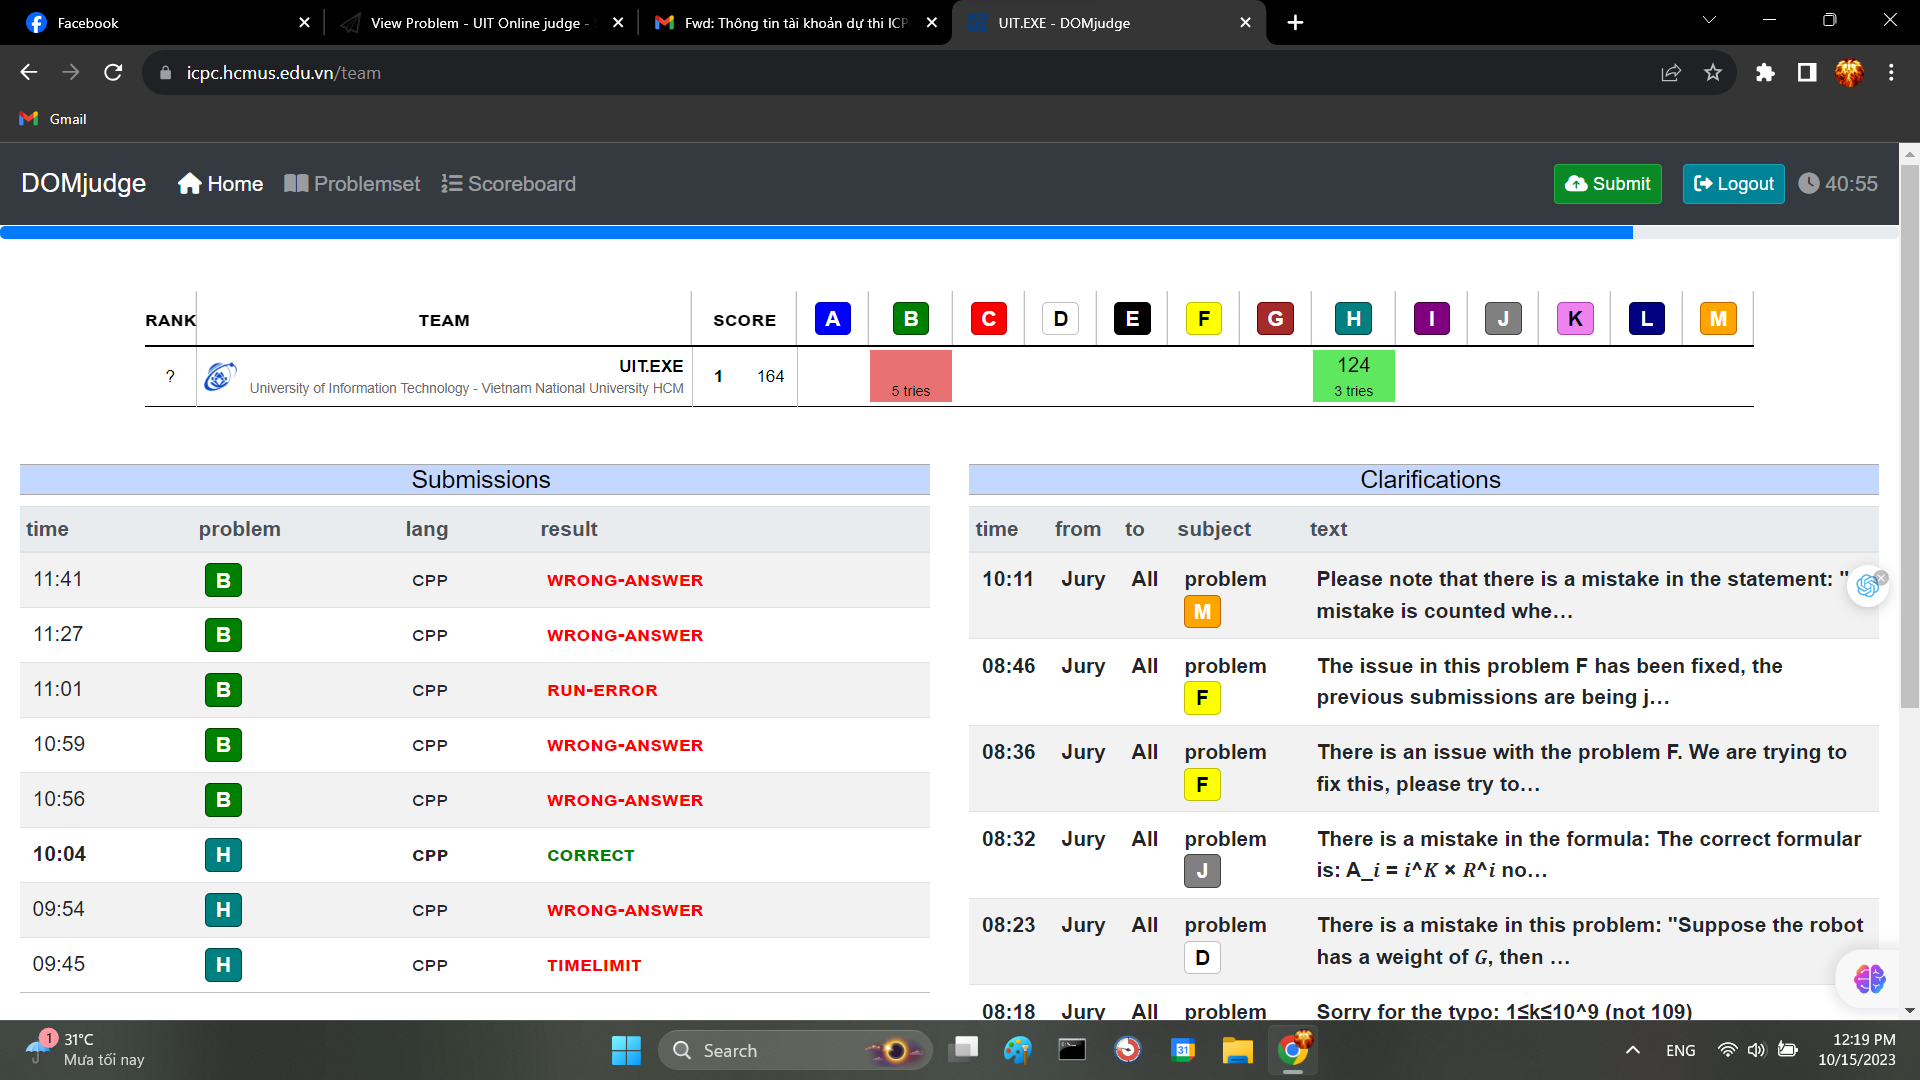 Facebook
View Problem - UIT Online judge -
Fwd: Thông tin tài khoản dự thi ICP
UIT.EXE - DOMjudge
icpc.hcmus.edu.vn/team
Gmail
DOMjudge Home Problemset Scoreboard Submit Logout 40:55
RANK TEAM SCORE A B C D E F G H I J K L M
? UIT.EXE 1 164 124
University of Information Technology - Vietnam National University HCM 5 tries 3 tries
Submissions
time problem lang result
11:41 B CPP WRONG-ANSWER
11:27 B CPP WRONG-ANSWER
11:01 B CPP RUN-ERROR
10:59 B CPP WRONG-ANSWER
10:56 B CPP WRONG-ANSWER
10:04 H CPP CORRECT
09:54 H CPP WRONG-ANSWER
09:45 H CPP TIMELIMIT
Clarifications
time from to subject text
10:11 Jury All problem Please note that there is a mistake in the statement: "
M mistake is counted whe…
08:46 Jury All problem The issue in this problem F has been fixed, the
F previous submissions are being j…
08:36 Jury All problem There is an issue with the problem F. We are trying to
F fix this, please try to…
08:32 Jury All problem There is a mistake in the formula: The correct formular
J is: A_i = i^K × R^i no…
08:23 Jury All problem There is a mistake in this problem: "Suppose the robot
D has a weight of G, then …
08:18 Jury All problem Sorry for the typo: 1≤k≤10^9 (not 109)
1 31°C
Mưa tối nay
Search
31
ENG
12:19 PM
10/15/2023